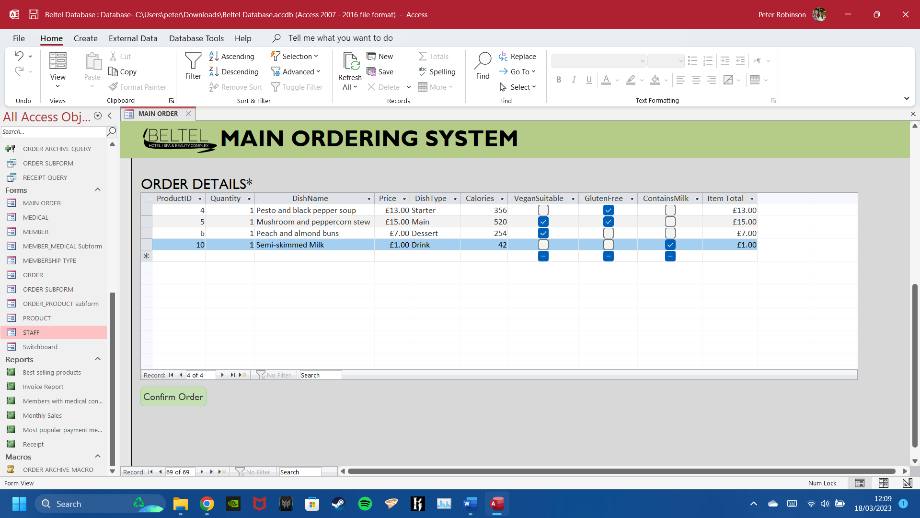 Beltel Database : Database- C:\Users\peter\Downloads\Beltel Database.accdb (Access 2007 - 2016 file format) - Access
Peter Robinson
File Home Create External Data Database Tools Help Tell me what you want to do
View Paste Cut Copy Format Painter
Filter Ascending Descending Remove Sort Selection Advanced Toggle Filter
Refresh All New Save Delete Totals Spelling More
Find Replace Go To Select
B I U A
Undo Views Clipboard Sort & Filter Records Find Text Formatting
All Access Obj...
Search...
ORDER ARCHIVE QUERY
ORDER SUBFORM
RECEIPT QUERY
Forms
MAIN ORDER
MEDICAL
MEMBER
MEMBER_MEDICAL Subform
MEMBERSHIP TYPE
ORDER
ORDER SUBFORM
ORDER_PRODUCT subform
PRODUCT
STAFF
Switchboard
Reports
Best selling products
Invoice Report
Members with medical con...
Monthly Sales
Most popular payment me...
Receipt
Macros
ORDER ARCHIVE MACRO
MAIN ORDER
BELTEL
HOTEL | SPA & BEAUTY COMPLEX
MAIN ORDERING SYSTEM
ORDER DETAILS*
ProductID Quantity DishName Price DishType Calories VeganSuitable GlutenFree ContainsMilk Item Total
4 1 Pesto and black pepper soup £13.00 Starter 356 £13.00
5 1 Mushroom and peppercorn stew £15.00 Main 520 £15.00
6 1 Peach and almond buns £7.00 Dessert 254 £7.00
10 1 Semi-skimmed Milk £1.00 Drink 42 £1.00
Record: 4 of 4 No Filter Search
Confirm Order
Record: 69 of 69 No Filter Search
Form View
Num Lock
Search
12:09
18/03/2023